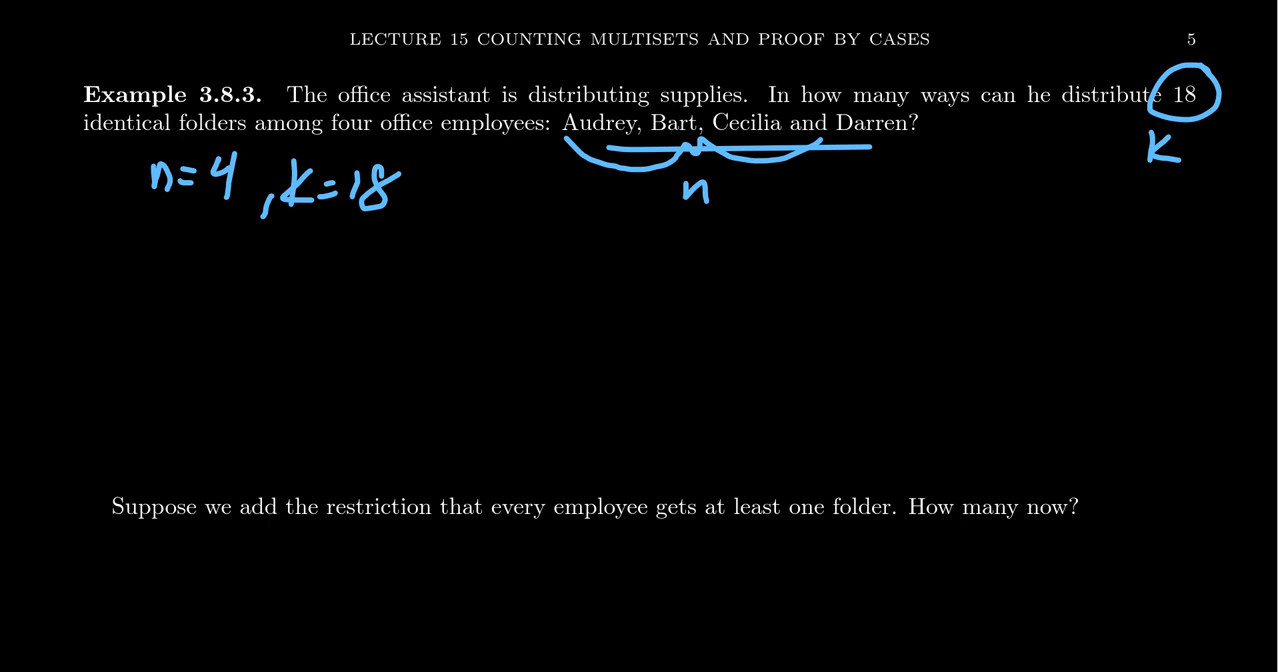 LECTURE 15 COUNTING MULTISETS AND PROOF BY CASES 5
Example 3.8.3. The office assistant is distributing supplies. In how many ways can he distribute 18
identical folders among four office employees: Audrey, Bart, Cecilia and Darren?
K
n=4, K=18
n
Suppose we add the restriction that every employee gets at least one folder. How many now?